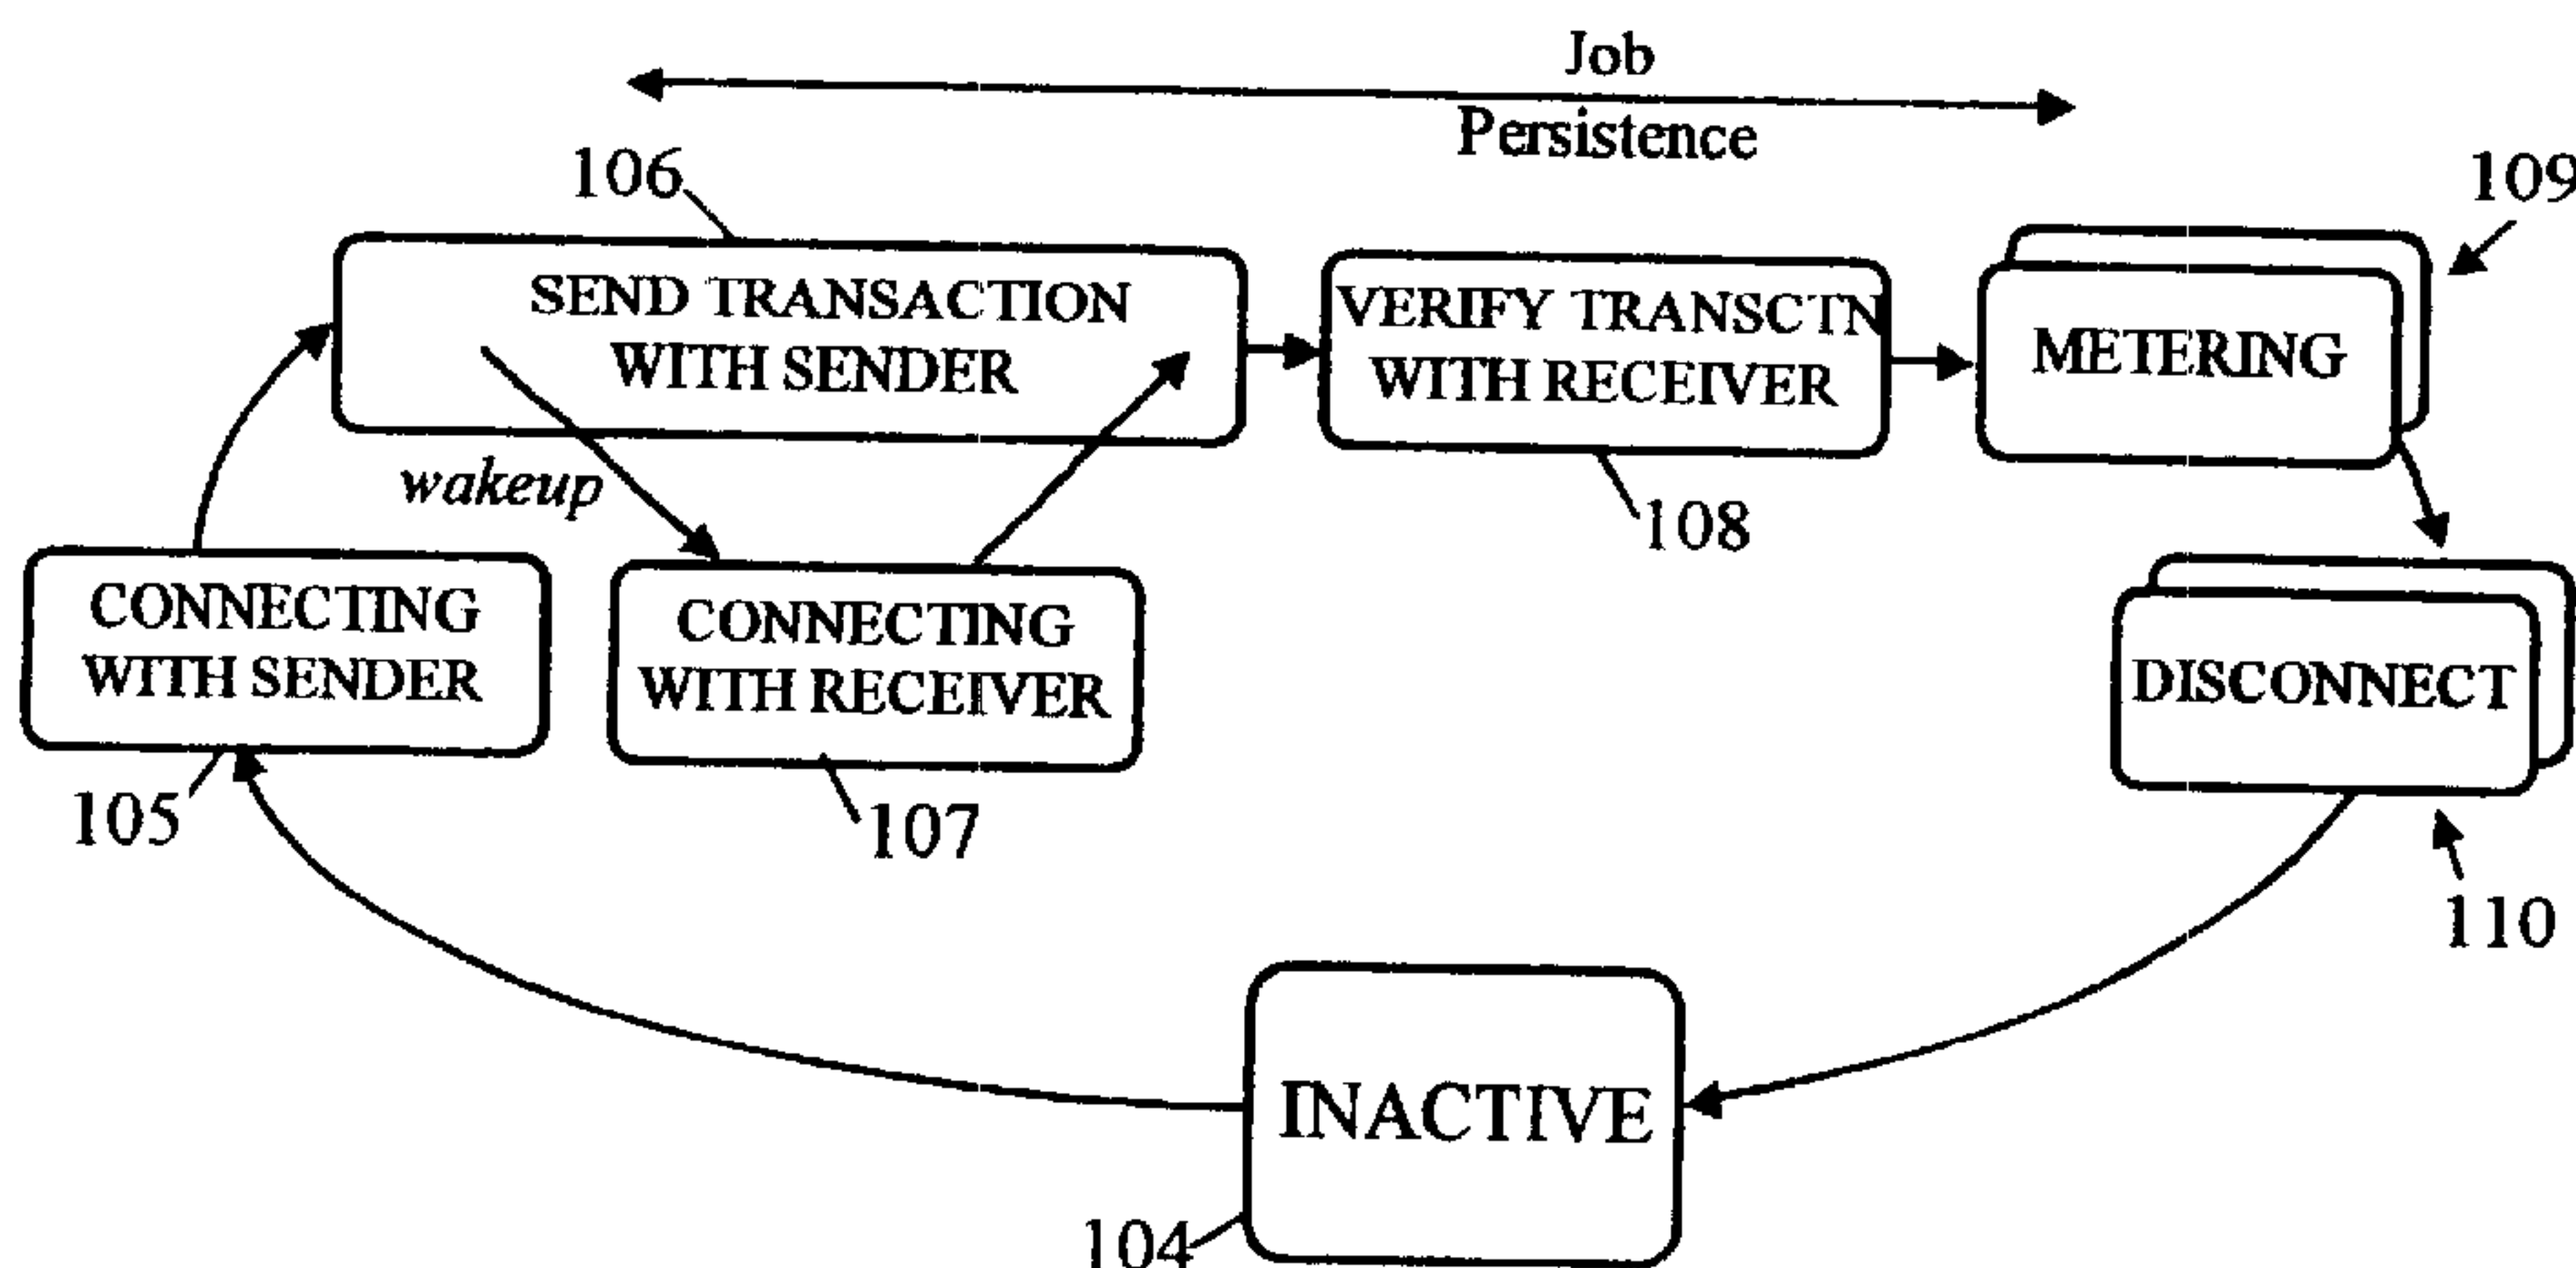 Job
Persistence
106
109
SEND TRANSACTION
WITH SENDER
VERIFY TRANSCTN
WITH RECEIVER
METERING
wakeup
108
CONNECTING
WITH SENDER
CONNECTING
WITH RECEIVER
DISCONNECT
105
107
110
INACTIVE
104